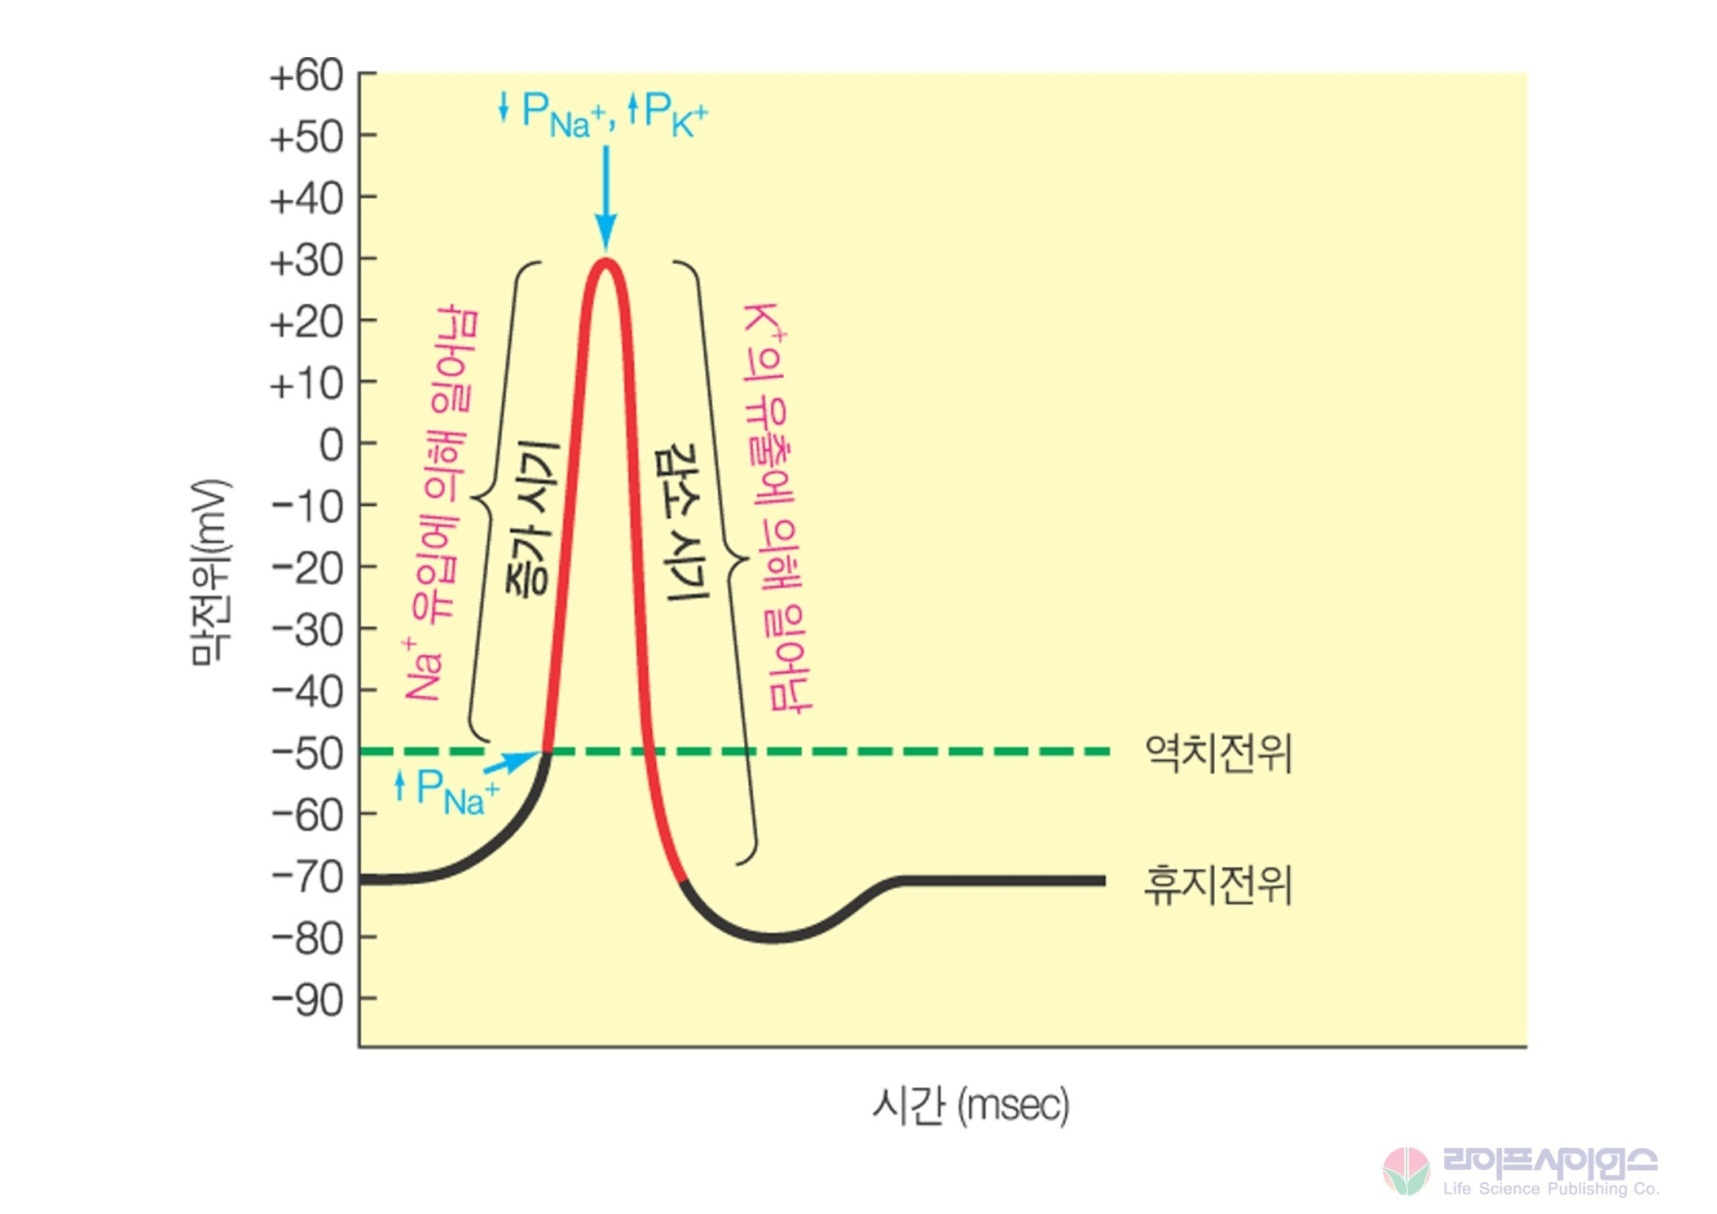 +60
+50
+40
+30
+20
+10
0
−10
−20
−30
−40
−50
−60
−70
−80
−90
막전위(mV)
↓ PNa+, ↑PK+
Na+ 유입에 의해 일어남
증가 시기
감소 시기
K+의 유출에 의해 일어남
↑ PNa+
역치전위
휴지전위
시간 (msec)
라이프사이언스
Life Science Publishing Co.